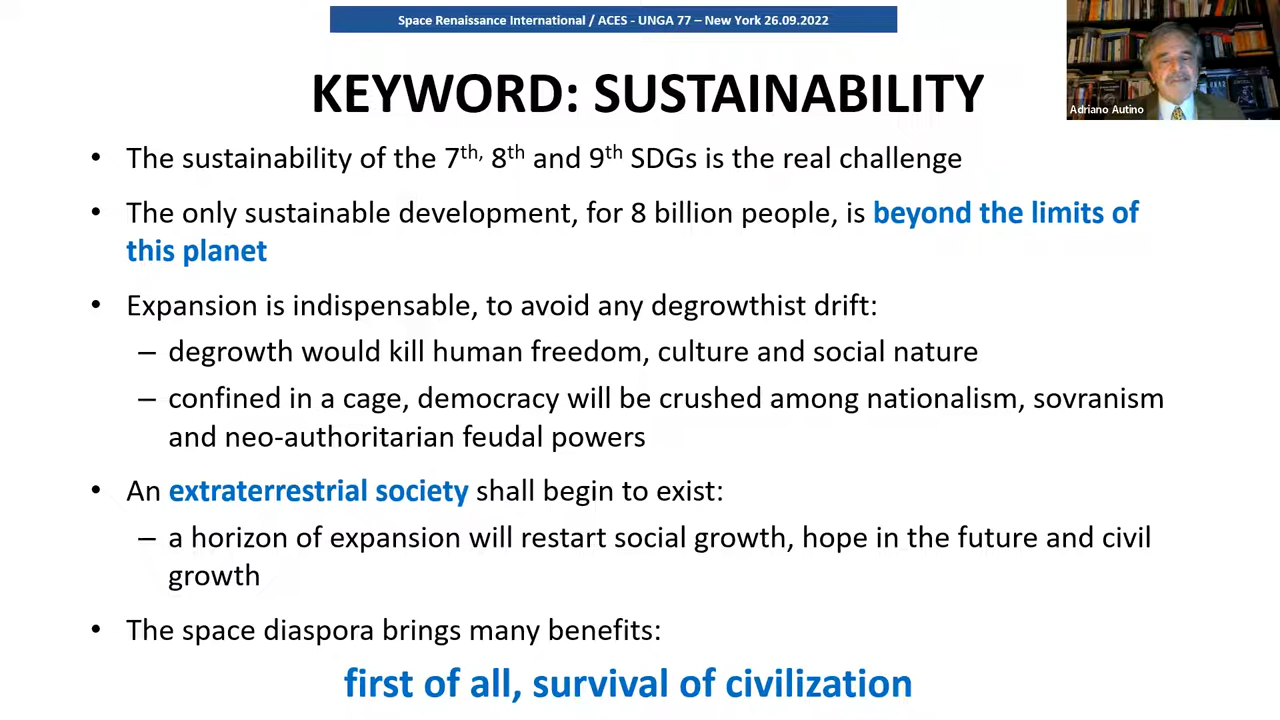 Space Renaissance International / ACES - UNGA 77 – New York 26.09.2022
Adriano Autino
KEYWORD: SUSTAINABILITY
• The sustainability of the 7th, 8th and 9th SDGs is the real challenge
• The only sustainable development, for 8 billion people, is beyond the limits of
this planet
• Expansion is indispensable, to avoid any degrowthist drift:
– degrowth would kill human freedom, culture and social nature
– confined in a cage, democracy will be crushed among nationalism, sovranism
and neo-authoritarian feudal powers
• An extraterrestrial society shall begin to exist:
– a horizon of expansion will restart social growth, hope in the future and civil
growth
• The space diaspora brings many benefits:
first of all, survival of civilization